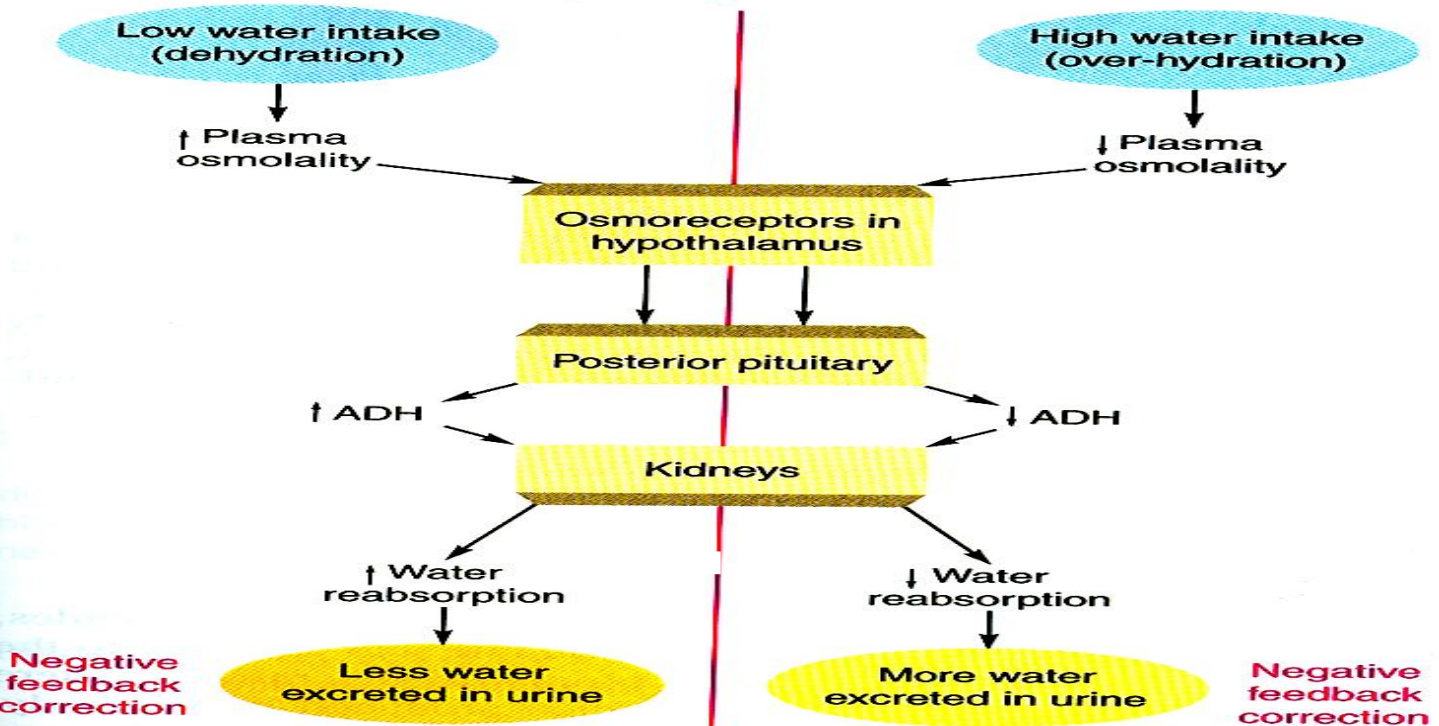 Low water intake
(dehydration)
High water intake
(over-hydration)
↑ Plasma
osmolality
↓ Plasma
osmolality
Osmoreceptors in
hypothalamus
Posterior pituitary
↑ ADH
↓ ADH
Kidneys
↑ Water
reabsorption
↓ Water
reabsorption
Negative
feedback
correction
Less water
excreted in urine
More water
excreted in urine
Negative
feedback
correction